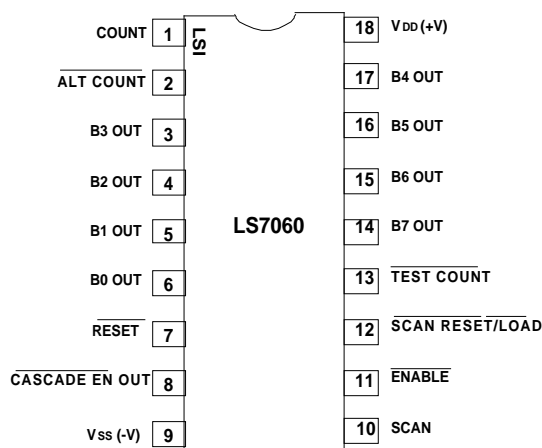 COUNT 1 18 VDD (+V)
LSI
ALT COUNT 2 17 B4 OUT
B3 OUT 3 16 B5 OUT
B2 OUT 4 15 B6 OUT
B1 OUT 5 LS7060 14 B7 OUT
B0 OUT 6 13 TEST COUNT
RESET 7 12 SCAN RESET/LOAD
CASCADE EN OUT 8 11 ENABLE
VSS (-V) 9 10 SCAN